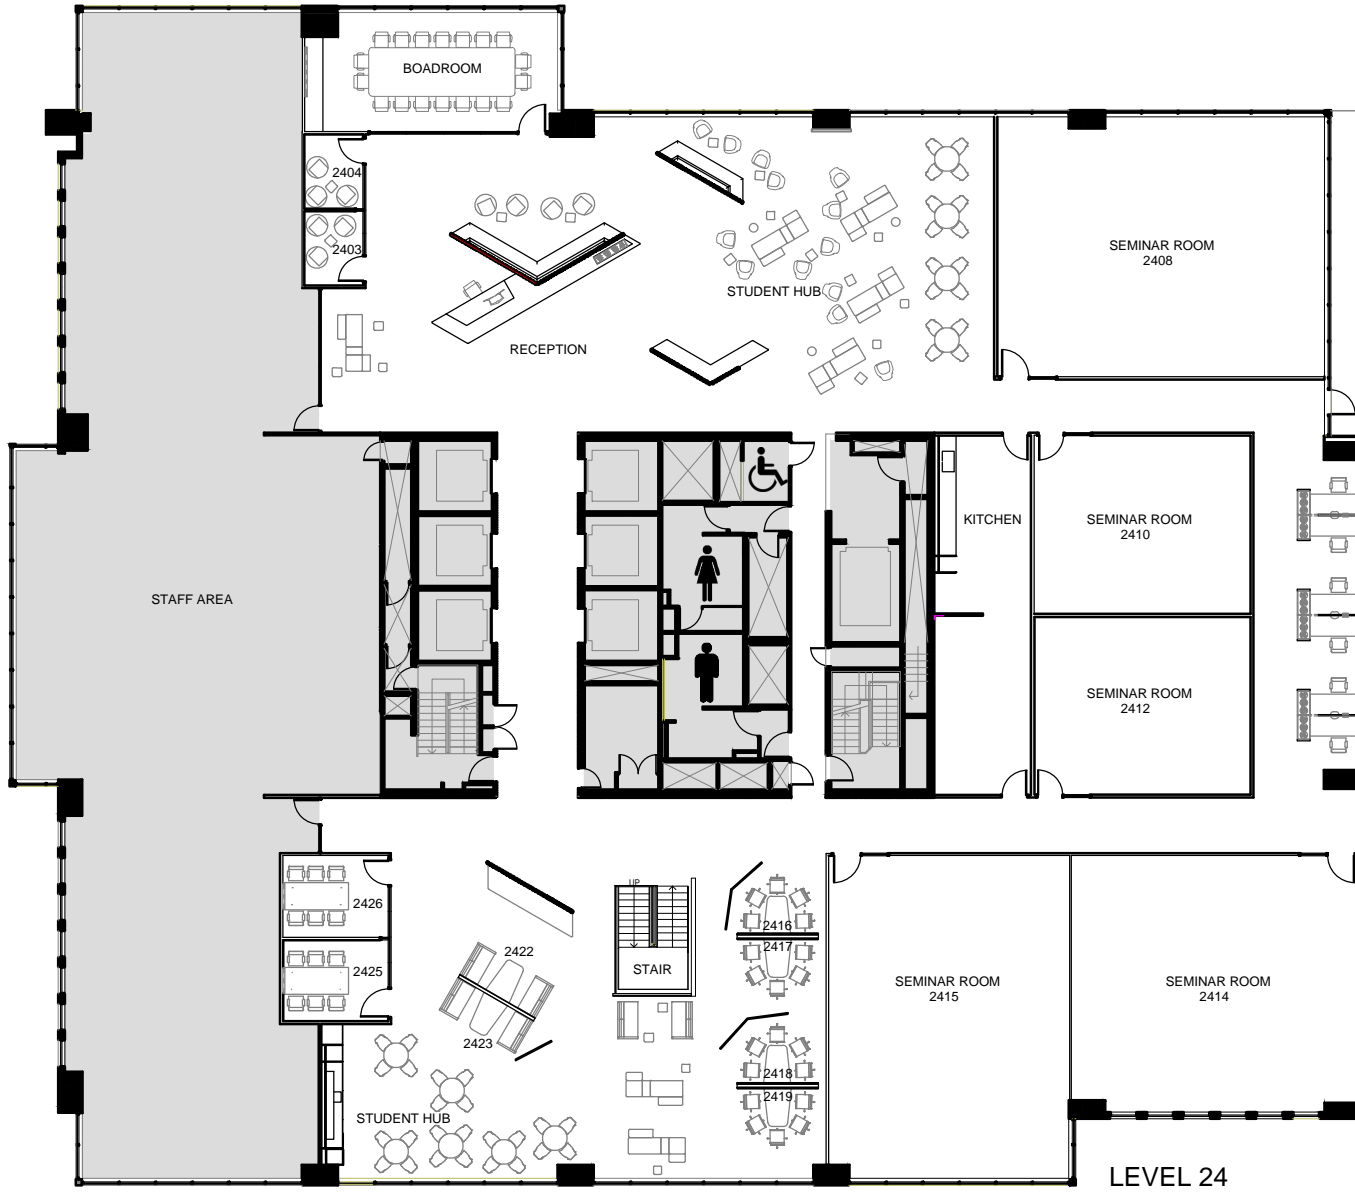 BOADROOM
2404
2403
SEMINAR ROOM
2408
STUDENT HUB
RECEPTION
KITCHEN
SEMINAR ROOM
2410
STAFF AREA
SEMINAR ROOM
2412
UP
2426
2416
2422
2417
2425
STAIR
SEMINAR ROOM
2415
SEMINAR ROOM
2414
2423
2418
2419
STUDENT HUB
LEVEL 24